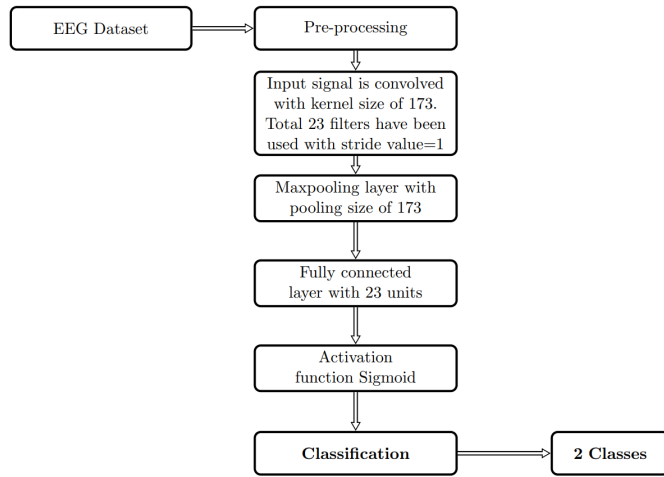 EEG Dataset
Pre-processing
Input signal is convolved
with kernel size of 173.
Total 23 filters have been
used with stride value=1
Maxpooling layer with
pooling size of 173
Fully connected
layer with 23 units
Activation
function Sigmoid
Classification
2 Classes